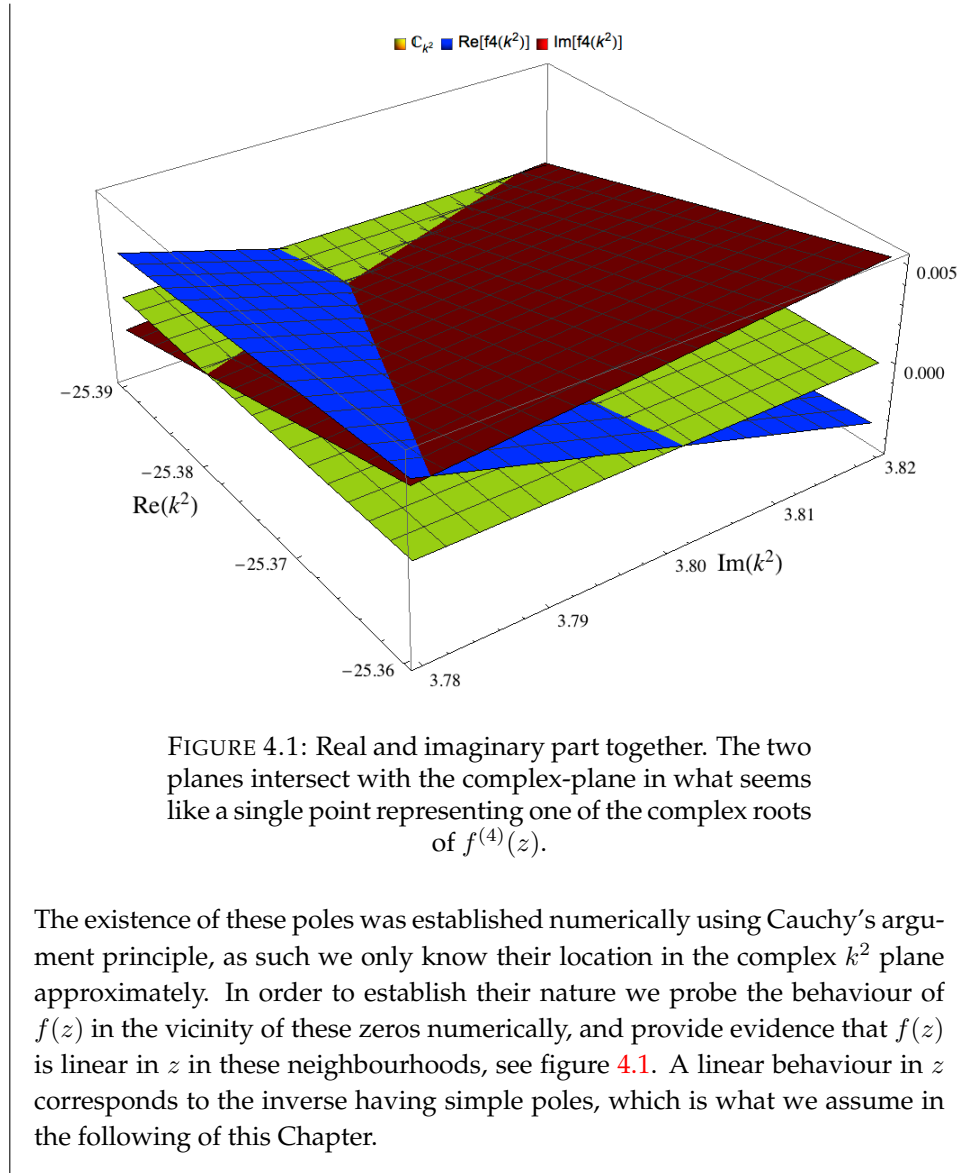 ℂ_{k²} Re[f4(k²)] Im[f4(k²)]
0.005
0.000
−25.39
−25.38
Re(k²)
−25.37
−25.36
3.82
3.81
3.80 Im(k²)
3.79
3.78
FIGURE 4.1: Real and imaginary part together. The two
planes intersect with the complex-plane in what seems
like a single point representing one of the complex roots
of f⁽⁴⁾(z).
The existence of these poles was established numerically using Cauchy's argu-
ment principle, as such we only know their location in the complex k² plane
approximately. In order to establish their nature we probe the behaviour of
f(z) in the vicinity of these zeros numerically, and provide evidence that f(z)
is linear in z in these neighbourhoods, see figure 4.1. A linear behaviour in z
corresponds to the inverse having simple poles, which is what we assume in
the following of this Chapter.